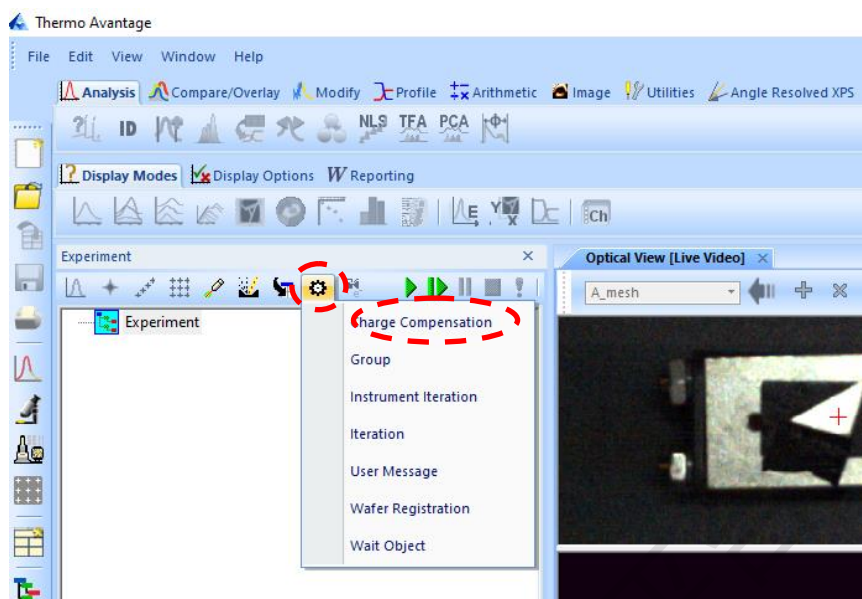 Thermo Avantage
File Edit View Window Help
Analysis Compare/Overlay Modify Profile Arithmetic Image Utilities Angle Resolved XPS
ID NLS TFA PCA
Display Modes Display Options W Reporting
E Y X Ch
Experiment
Optical View [Live Video]
A_mesh
Experiment
Charge Compensation
Group
Instrument Iteration
Iteration
User Message
Wafer Registration
Wait Object